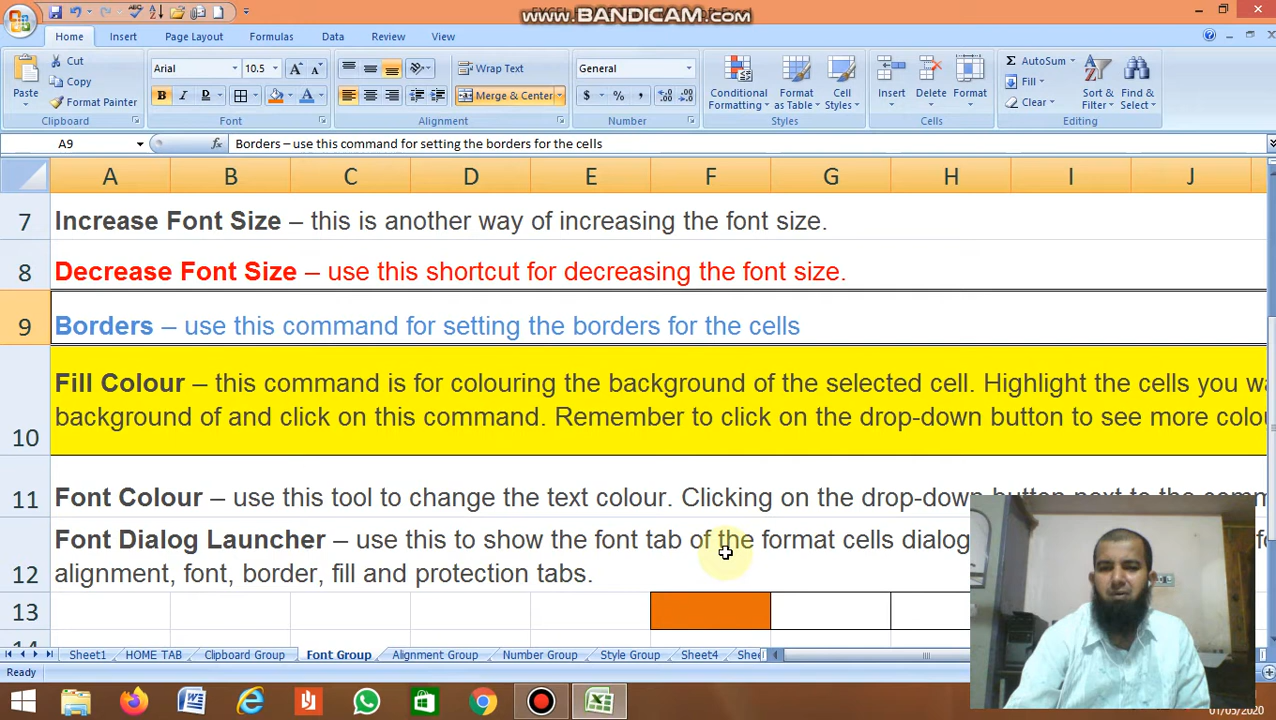 www.BANDICAM.com
Home Insert Page Layout Formulas Data Review View
Paste
Cut
Copy
Format Painter
Clipboard
Arial 10.5
B I D
Font
Wrap Text
Merge & Center
Alignment
General
$ % ,
Number
Conditional Formatting
Format as Table
Cell Styles
Styles
Insert Delete Format
Cells
AutoSum
Fill
Clear
Sort & Filter
Find & Select
Editing
A9 fx Borders – use this command for setting the borders for the cells
A B C D E F G H I J
7 Increase Font Size – this is another way of increasing the font size.
8 Decrease Font Size – use this shortcut for decreasing the font size.
9 Borders – use this command for setting the borders for the cells
10 Fill Colour – this command is for colouring the background of the selected cell. Highlight the cells you
background of and click on this command. Remember to click on the drop-down button to see more
11 Font Colour – use this tool to change the text colour. Clicking on the drop-down button next to the
12 Font Dialog Launcher – use this to show the font tab of the format cells dialog
alignment, font, border, fill and protection tabs.
13
Sheet1 HOME TAB Clipboard Group Font Group Alignment Group Number Group Style Group Sheet4
Ready
01/05/2020